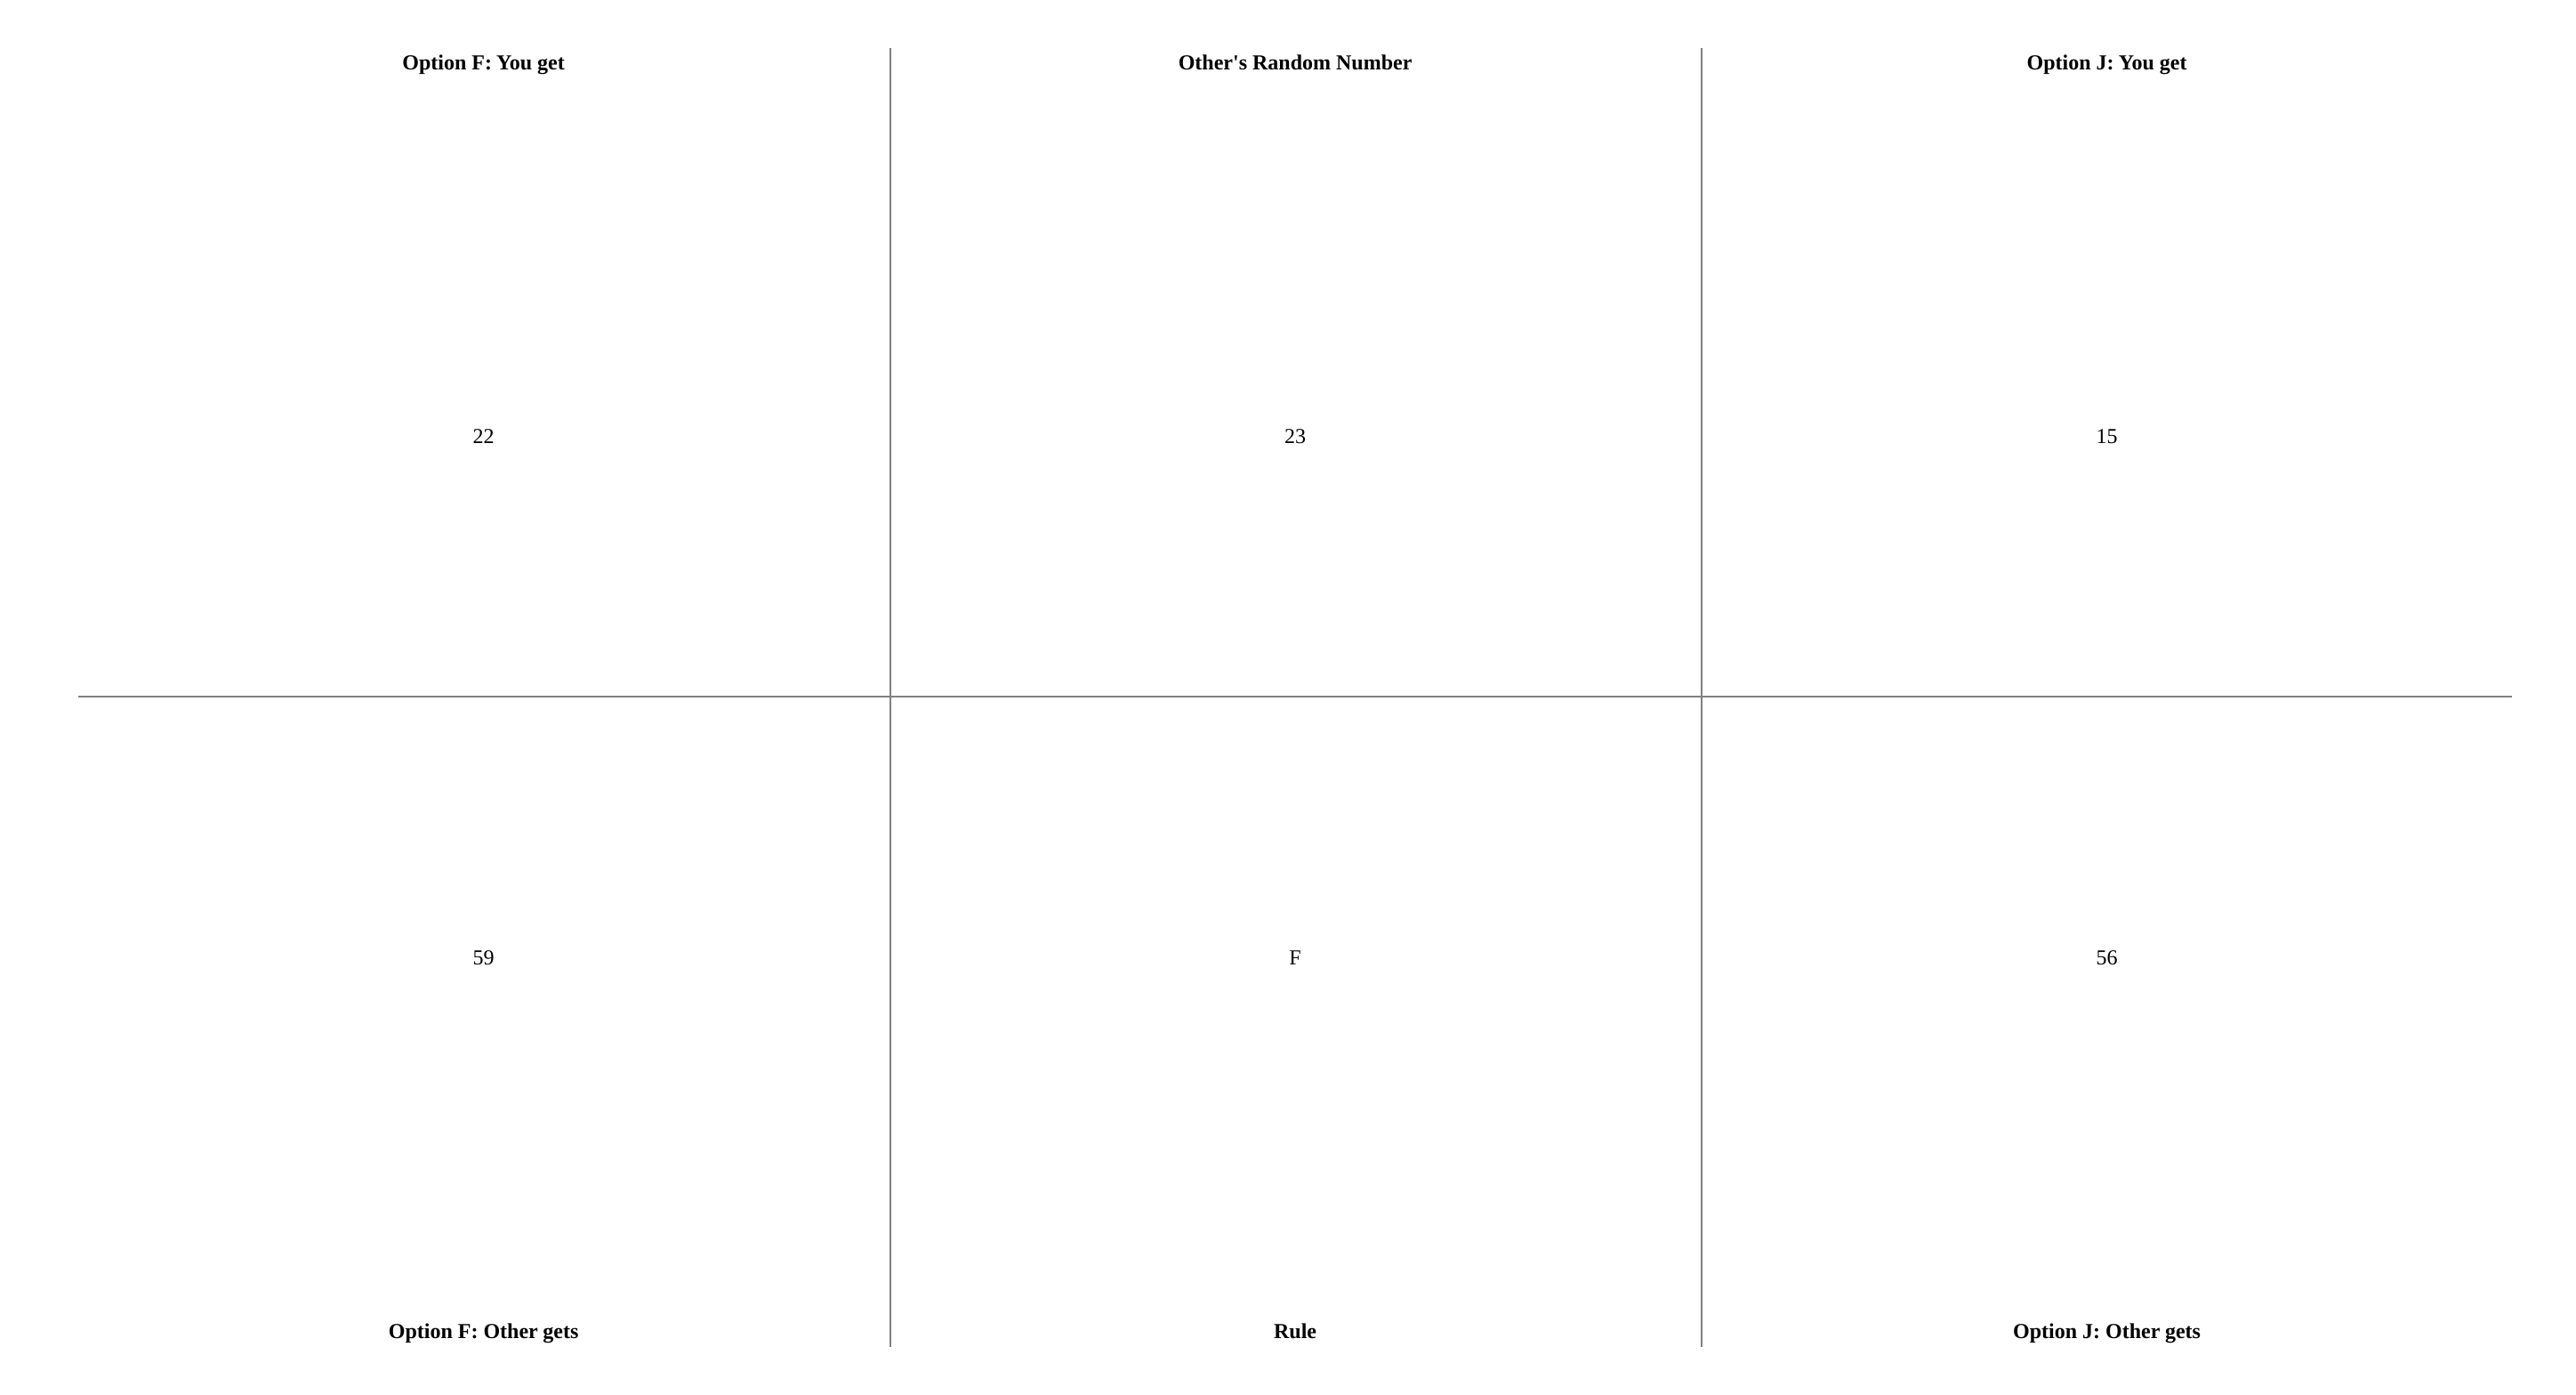 Option F: You get
Other's Random Number
Option J: You get
22
23
15
59
F
56
Option F: Other gets
Rule
Option J: Other gets